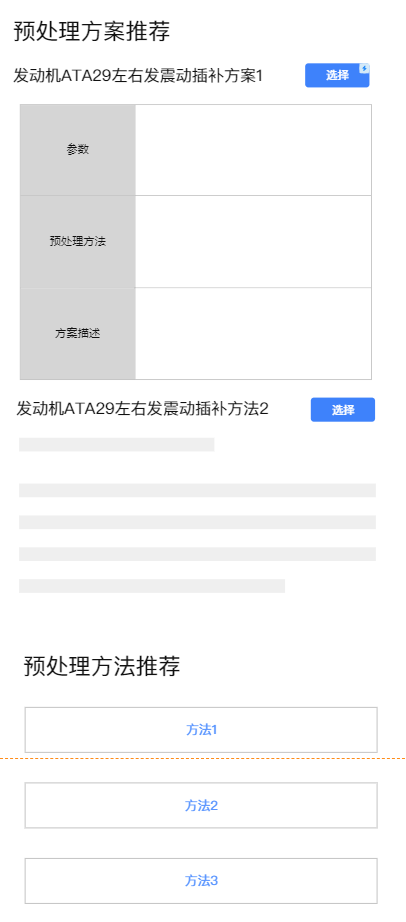 预处理方案推荐
发动机ATA29左右发震动插补方案1
选择
参数
预处理方法
方案描述
发动机ATA29左右发震动插补方法2
选择
预处理方法推荐
方法1
方法2
方法3